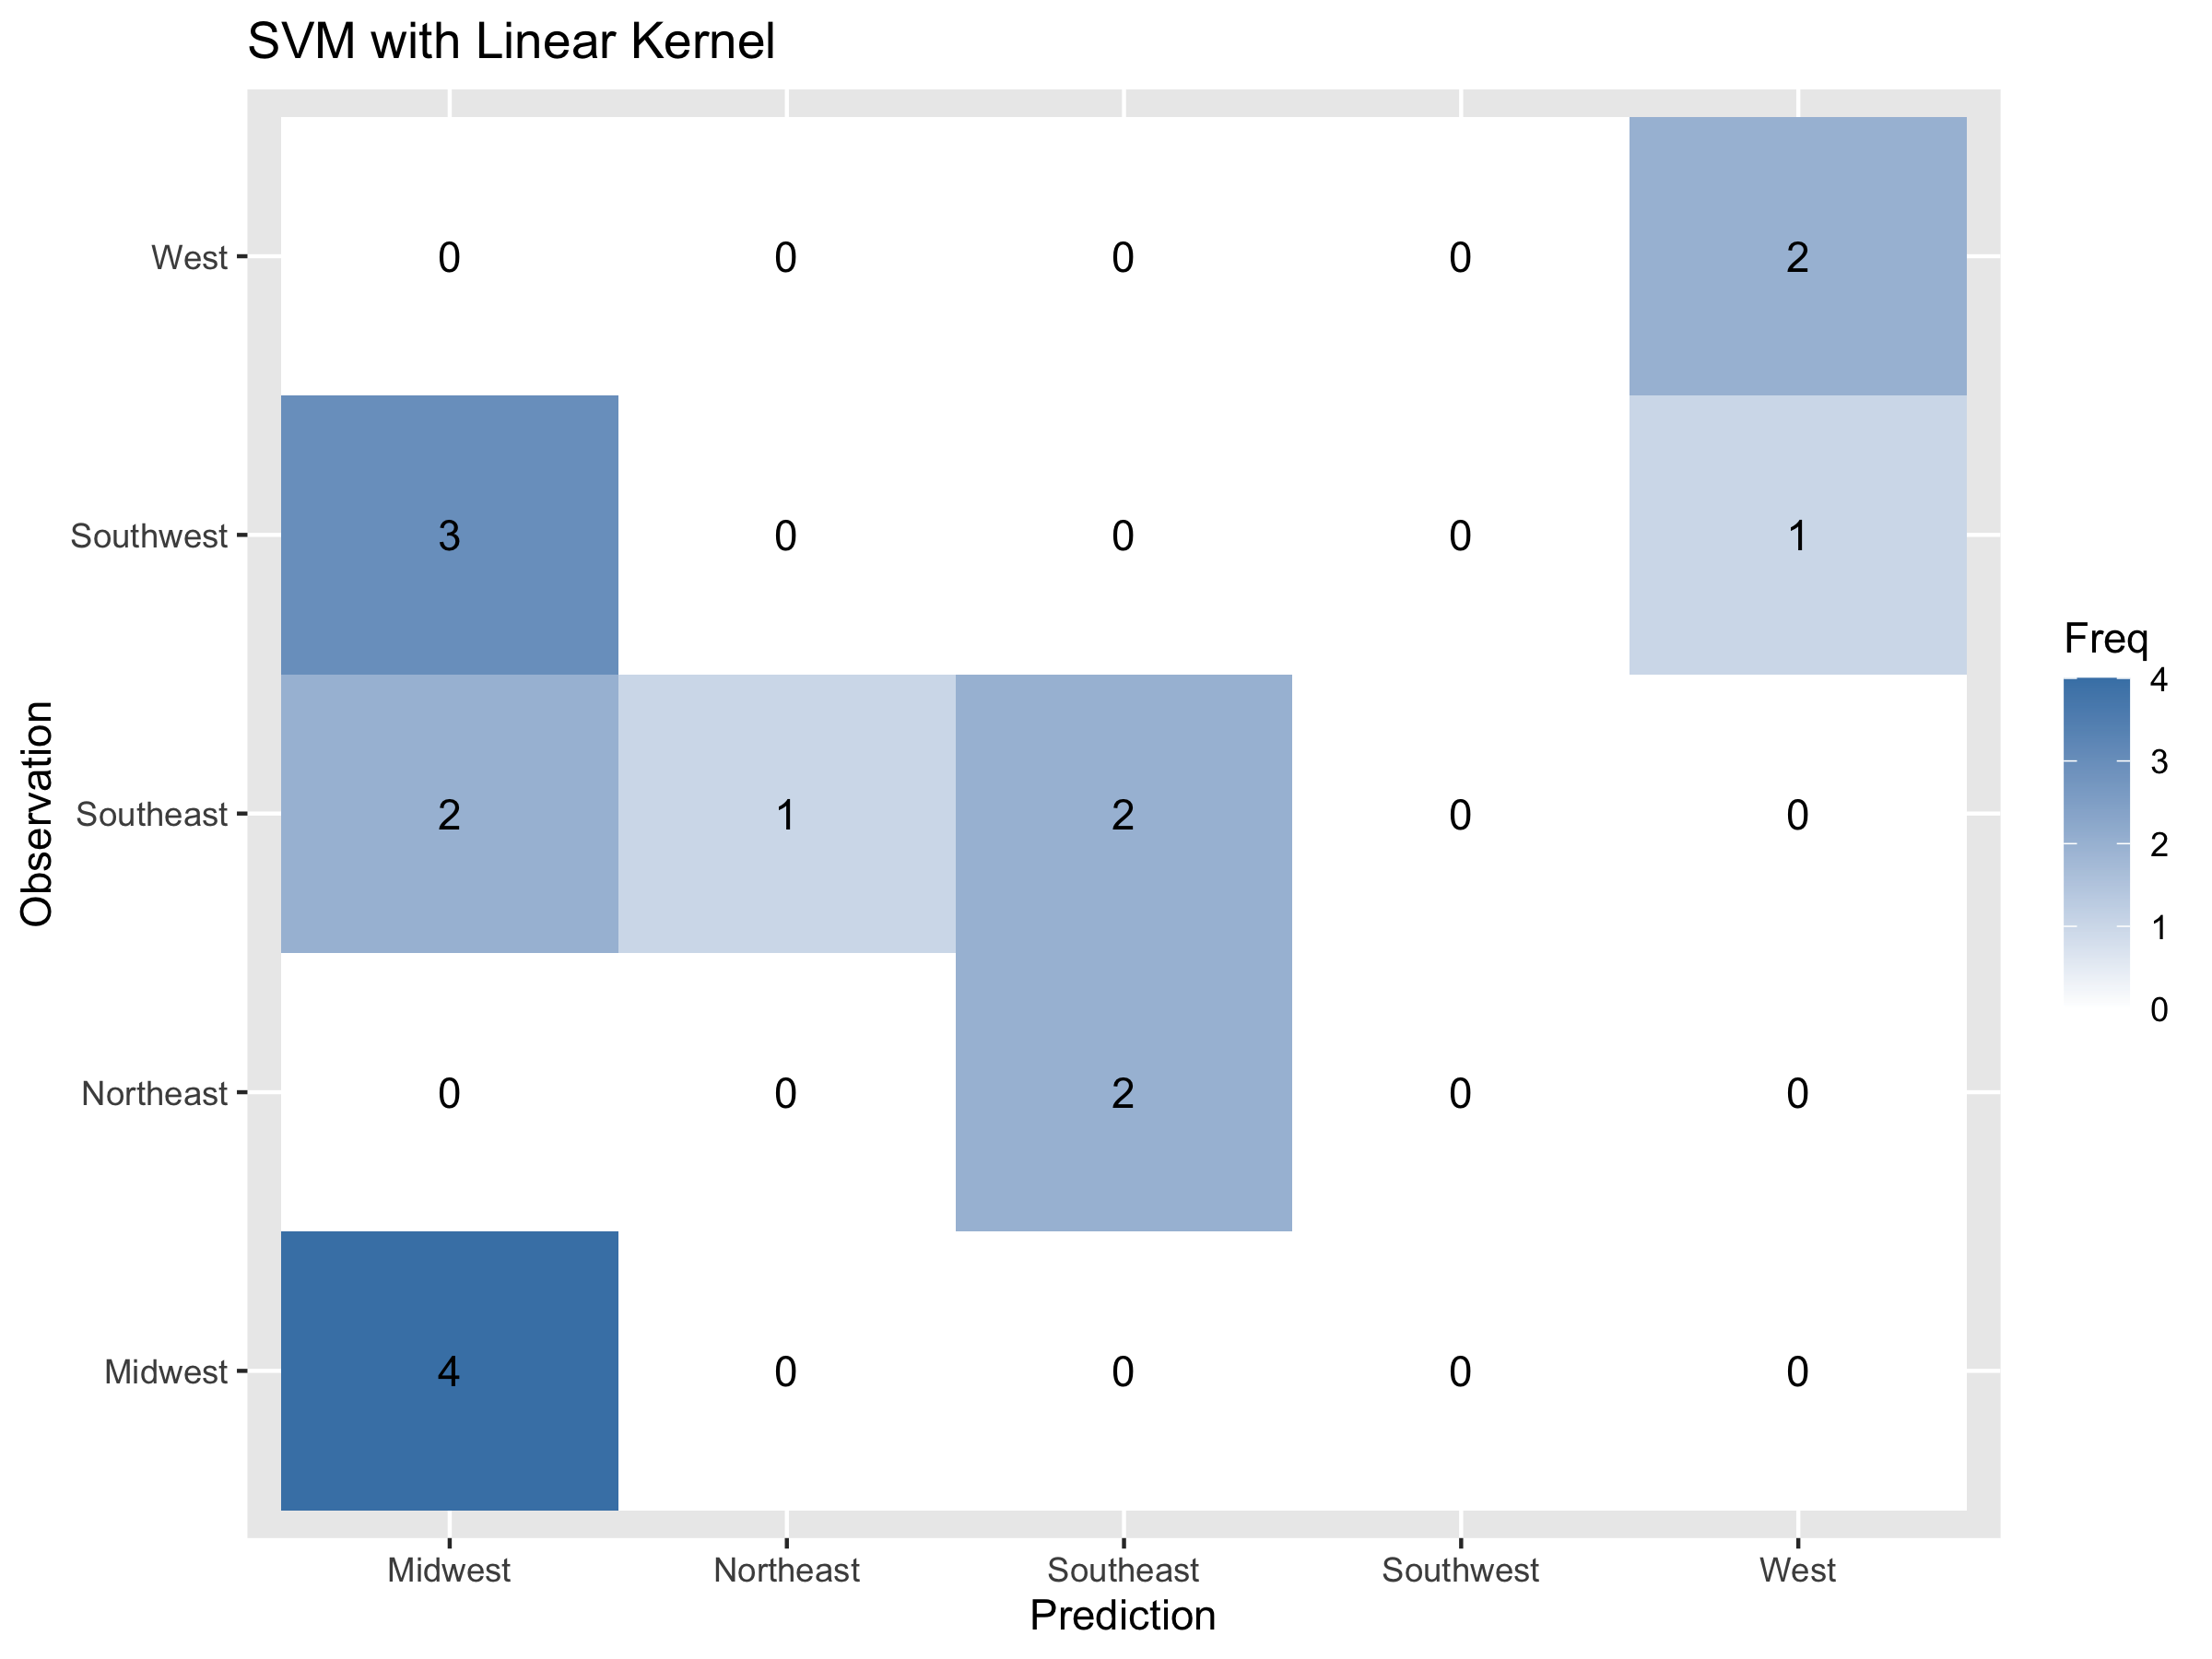 SVM with Linear Kernel
West 0 0 0 0 2
Southwest 3 0 0 0 1
Southeast 2 1 2 0 0
Northeast 0 0 2 0 0
Midwest 4 0 0 0 0
Midwest Northeast Southeast Southwest West
Prediction
Observation
Freq
4
3
2
1
0